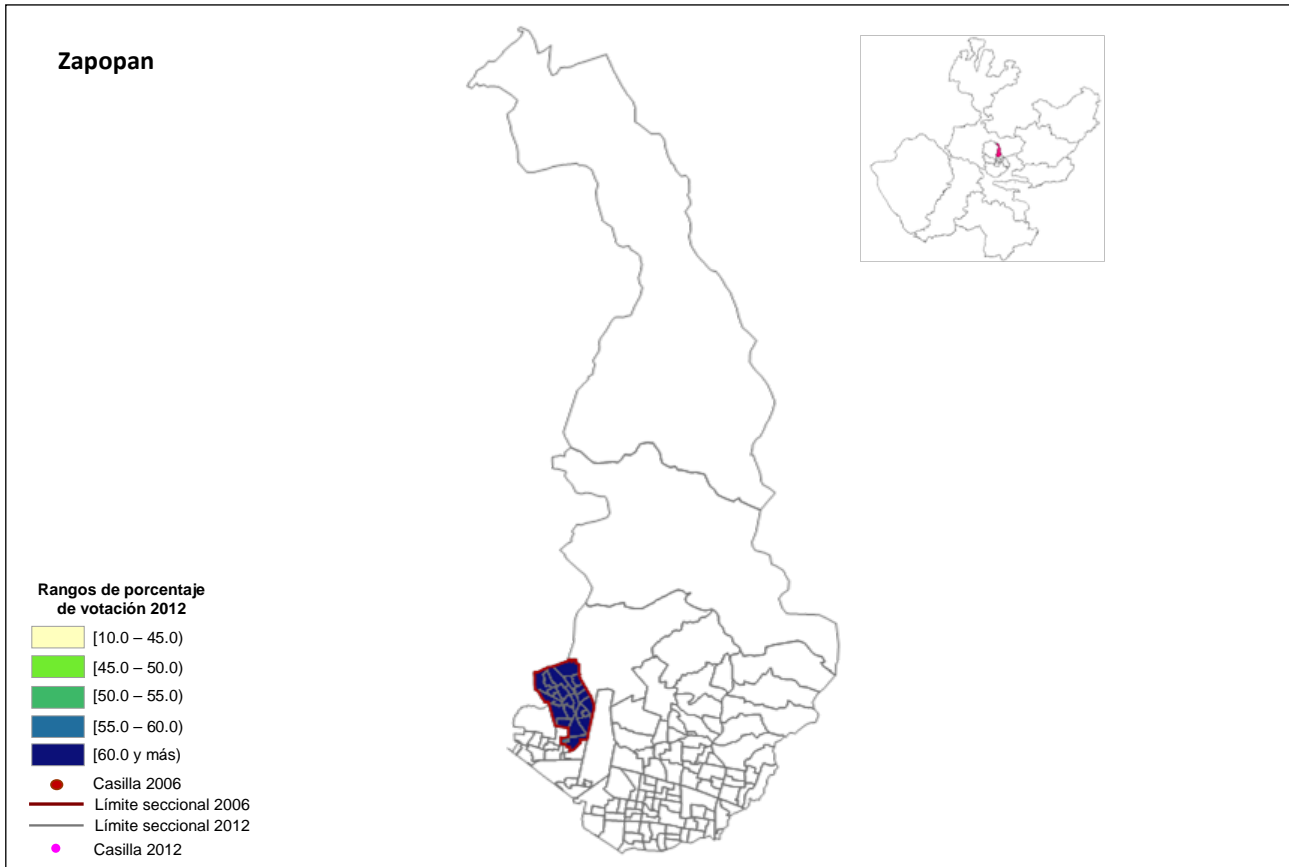 Zapopan
Rangos de porcentaje
de votación 2012
[10.0 – 45.0)
[45.0 – 50.0)
[50.0 – 55.0)
[55.0 – 60.0)
[60.0 y más)
Casilla 2006
Límite seccional 2006
Límite seccional 2012
Casilla 2012